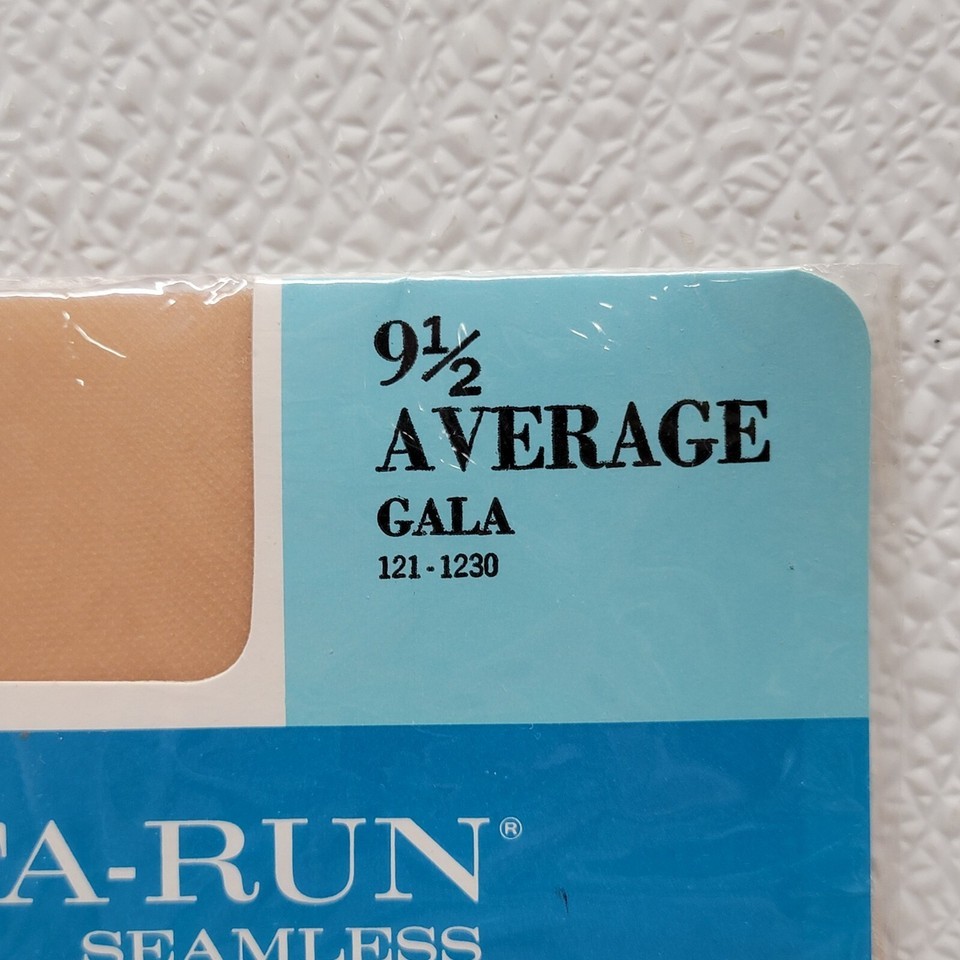 9½
AVERAGE
GALA
121-1230
A-RUN®
SEAMLESS